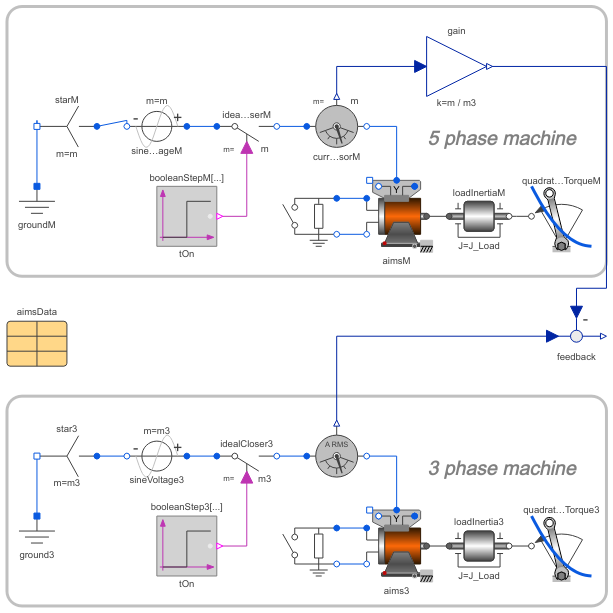 gain
k=m / m3
starM
m=m
m=m
- +
sine...ageM
idea...serM
m= m
m= m
curr...sorM
5 phase machine
booleanStepM[...]
tOn
groundM
Y
aimsM
loadInertiaM
J=J_Load
quadrat...TorqueM
aimsData
-
feedback
star3
m=m3
m=m3
- +
sineVoltage3
idealCloser3
m= m3
A RMS
3 phase machine
booleanStep3[...]
tOn
ground3
Y
aims3
loadInertia3
J=J_Load
quadrat...Torque3